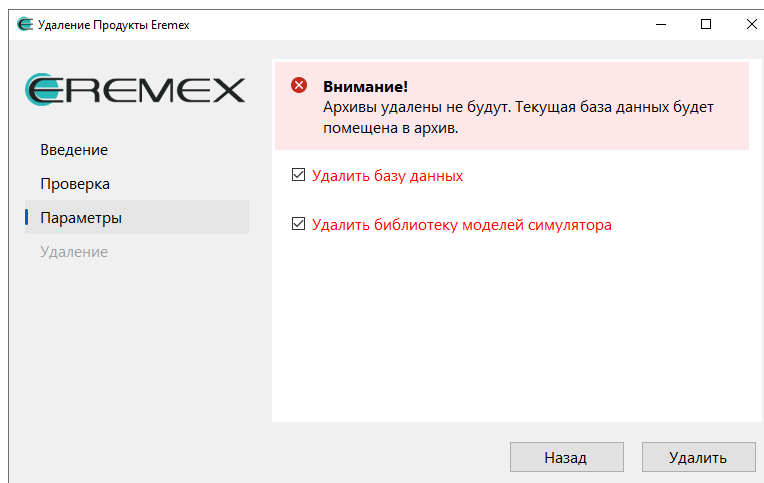 Удаление Продукты Eremex
EREMEX
Введение
Проверка
Параметры
Удаление
Внимание!
Архивы удалены не будут. Текущая база данных будет
помещена в архив.
Удалить базу данных
Удалить библиотеку моделей симулятора
Назад
Удалить